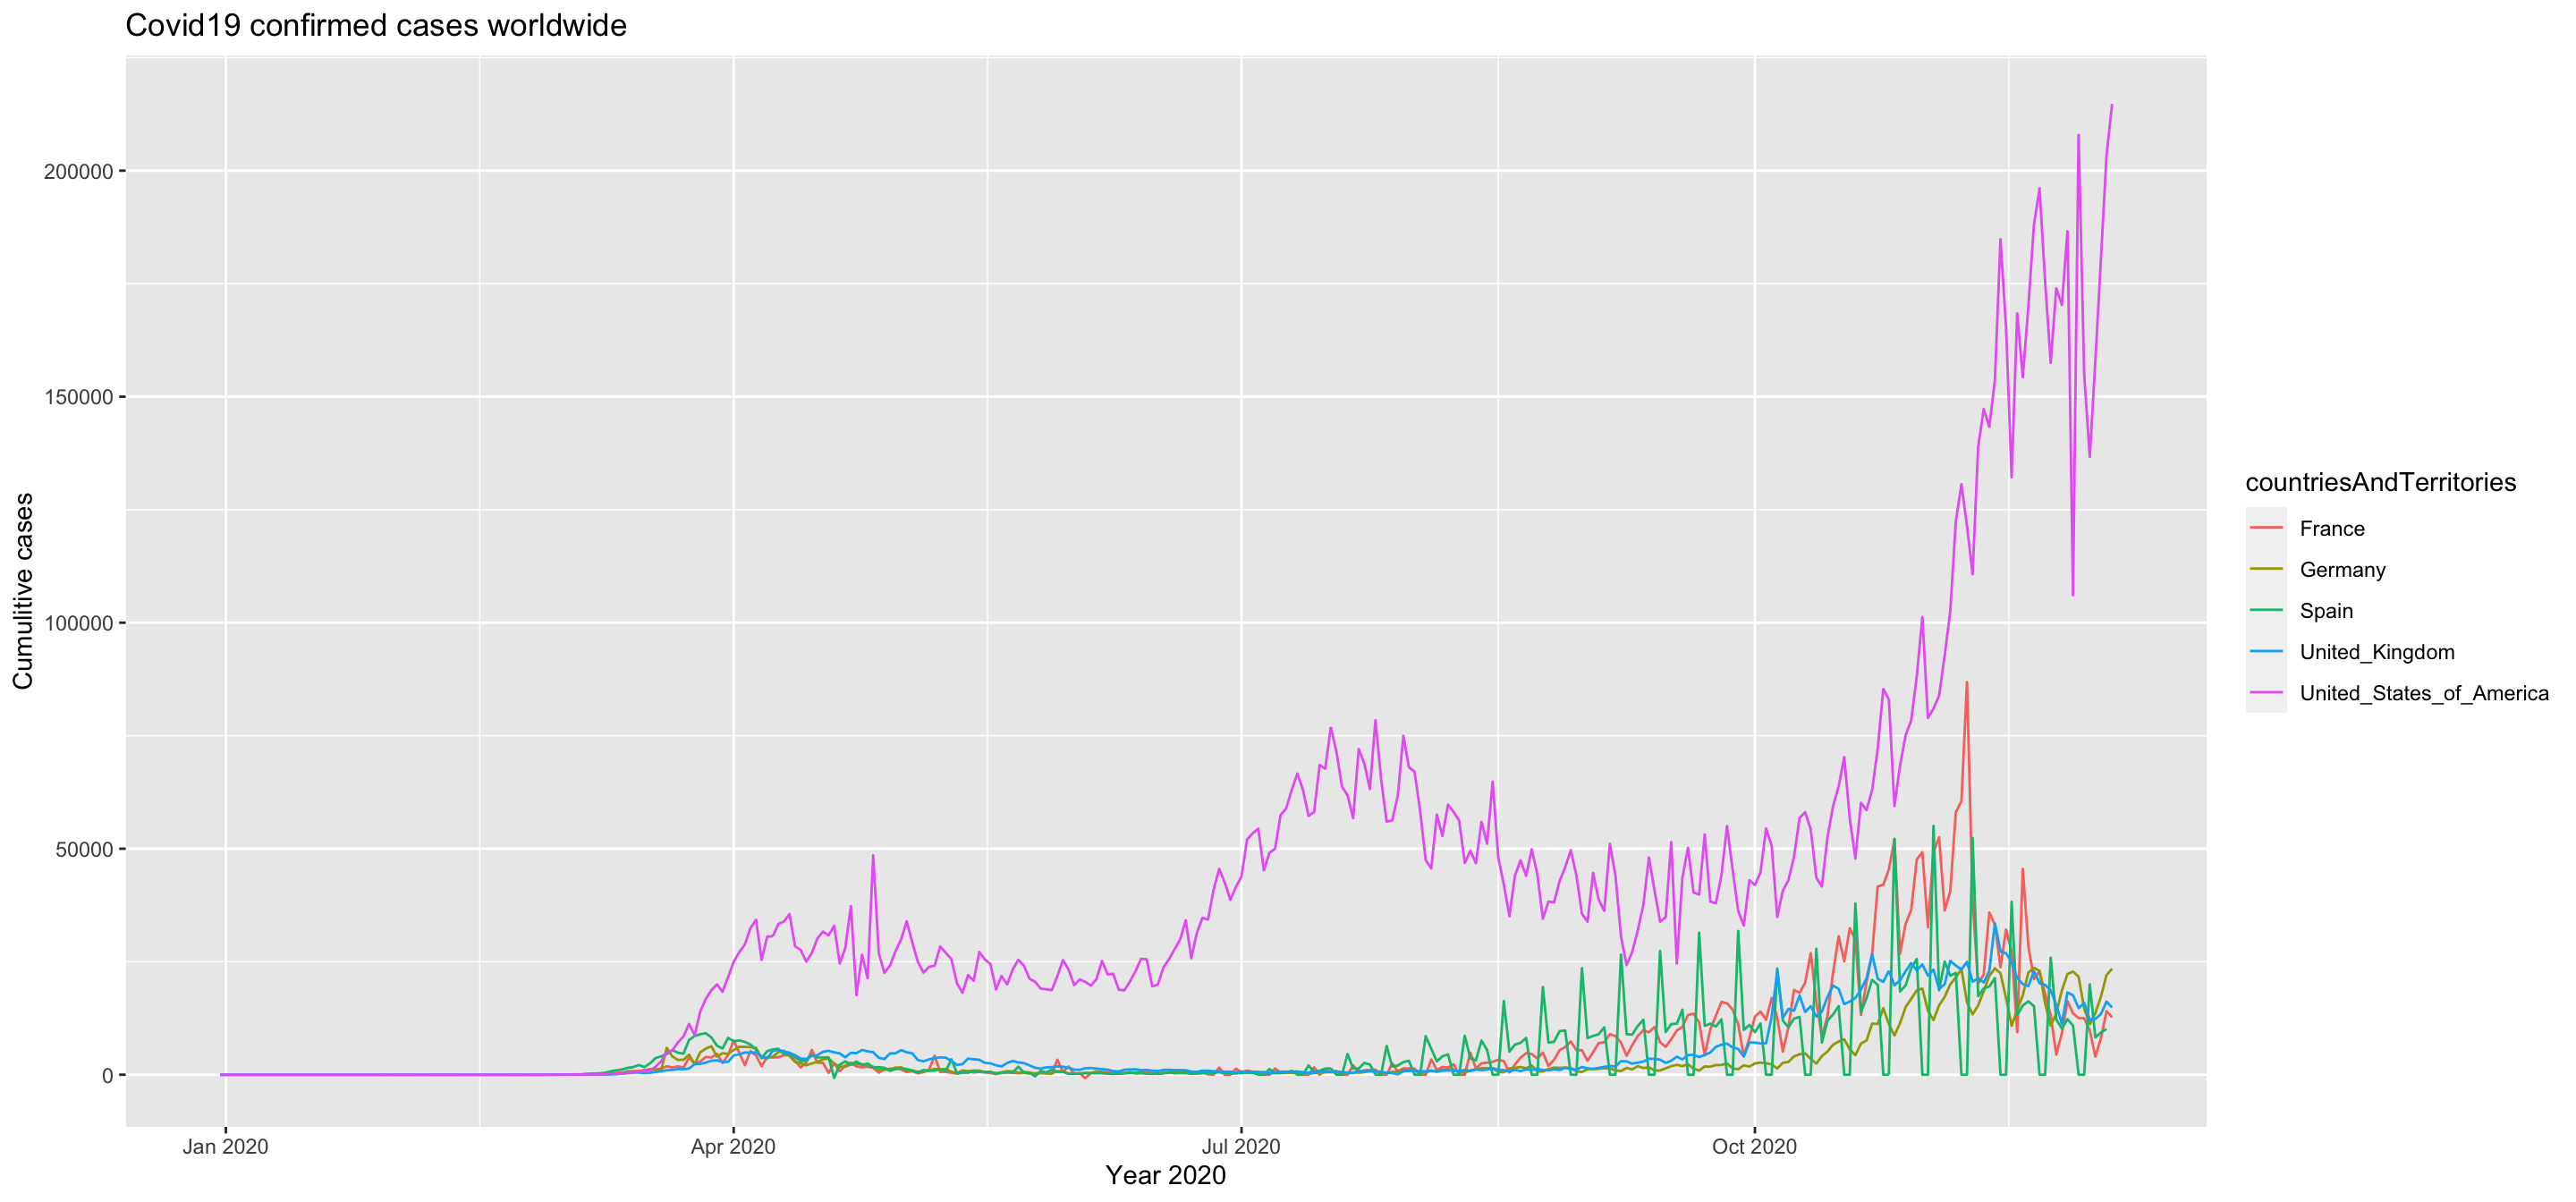 Covid19 confirmed cases worldwide
Cumulitive cases
200000
150000
100000
50000
0
Jan 2020
Apr 2020
Jul 2020
Oct 2020
Year 2020
countriesAndTerritories
France
Germany
Spain
United_Kingdom
United_States_of_America